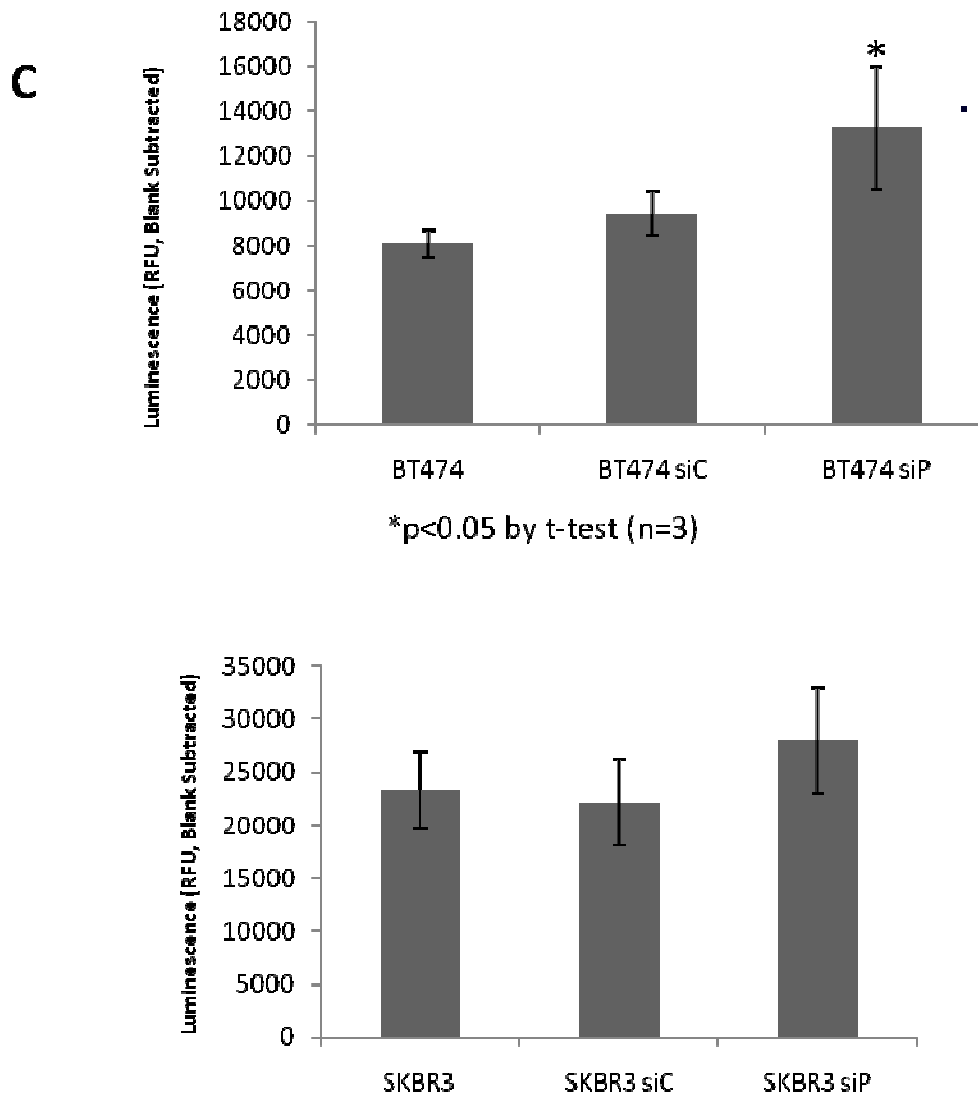 C
Luminescence (RFU, Blank Subtracted)
18000
16000
14000
12000
10000
8000
6000
4000
2000
0
*
BT474
BT474 siC
BT474 siP
*p<0.05 by t-test (n=3)
Luminescence (RFU, Blank Subtracted)
35000
30000
25000
20000
15000
10000
5000
0
SKBR3
SKBR3 siC
SKBR3 siP